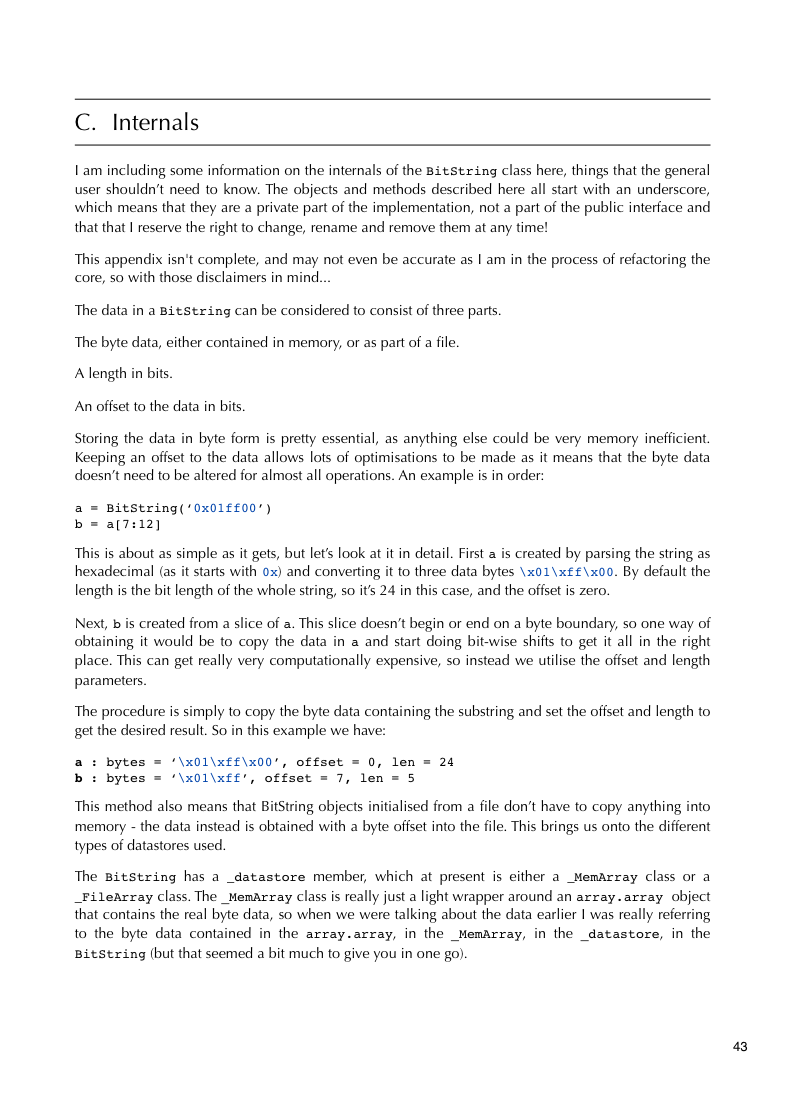 C. Internals
I am including some information on the internals of the BitString class here, things that the general
user shouldn’t need to know. The objects and methods described here all start with an underscore,
which means that they are a private part of the implementation, not a part of the public interface and
that that I reserve the right to change, rename and remove them at any time!
This appendix isn't complete, and may not even be accurate as I am in the process of refactoring the
core, so with those disclaimers in mind...
The data in a BitString can be considered to consist of three parts.
The byte data, either contained in memory, or as part of a file.
A length in bits.
An offset to the data in bits.
Storing the data in byte form is pretty essential, as anything else could be very memory inefficient.
Keeping an offset to the data allows lots of optimisations to be made as it means that the byte data
doesn’t need to be altered for almost all operations. An example is in order:
a = BitString(‘0x01ff00’)
b = a[7:12]
This is about as simple as it gets, but let’s look at it in detail. First a is created by parsing the string as
hexadecimal (as it starts with 0x) and converting it to three data bytes \x01\xff\x00. By default the
length is the bit length of the whole string, so it’s 24 in this case, and the offset is zero.
Next, b is created from a slice of a. This slice doesn’t begin or end on a byte boundary, so one way of
obtaining it would be to copy the data in a and start doing bit-wise shifts to get it all in the right
place. This can get really very computationally expensive, so instead we utilise the offset and length
parameters.
The procedure is simply to copy the byte data containing the substring and set the offset and length to
get the desired result. So in this example we have:
a : bytes = ‘\x01\xff\x00’, offset = 0, len = 24
b : bytes = ‘\x01\xff’, offset = 7, len = 5
This method also means that BitString objects initialised from a file don’t have to copy anything into
memory - the data instead is obtained with a byte offset into the file. This brings us onto the different
types of datastores used.
The BitString has a _datastore member, which at present is either a _MemArray class or a
_FileArray class. The _MemArray class is really just a light wrapper around an array.array object
that contains the real byte data, so when we were talking about the data earlier I was really referring
to the byte data contained in the array.array, in the _MemArray, in the _datastore, in the
BitString (but that seemed a bit much to give you in one go).
43